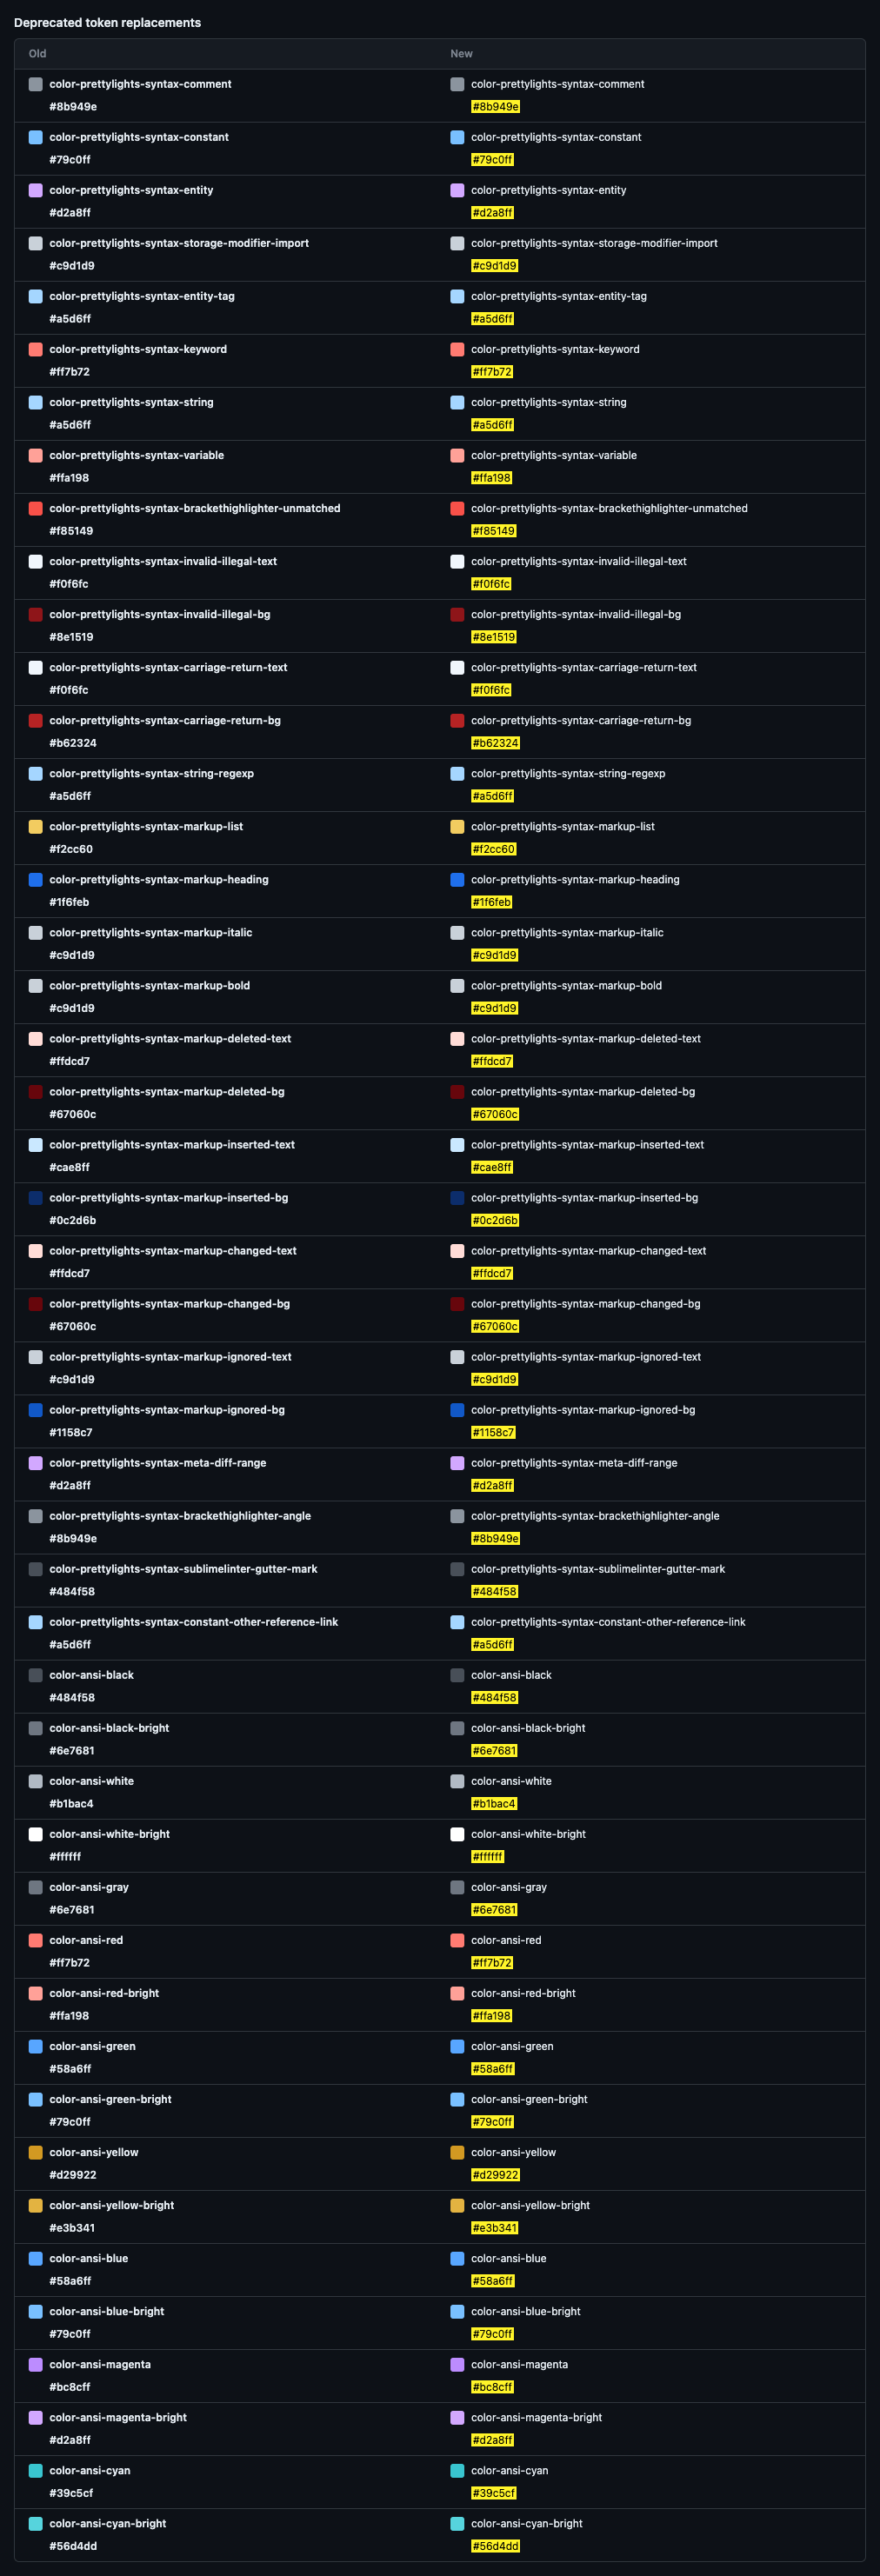 Deprecated token replacements
Old New
color-prettylights-syntax-comment color-prettylights-syntax-comment
#8b949e #8b949e
color-prettylights-syntax-constant color-prettylights-syntax-constant
#79c0ff #79c0ff
color-prettylights-syntax-entity color-prettylights-syntax-entity
#d2a8ff #d2a8ff
color-prettylights-syntax-storage-modifier-import color-prettylights-syntax-storage-modifier-import
#c9d1d9 #c9d1d9
color-prettylights-syntax-entity-tag color-prettylights-syntax-entity-tag
#a5d6ff #a5d6ff
color-prettylights-syntax-keyword color-prettylights-syntax-keyword
#ff7b72 #ff7b72
color-prettylights-syntax-string color-prettylights-syntax-string
#a5d6ff #a5d6ff
color-prettylights-syntax-variable color-prettylights-syntax-variable
#ffa198 #ffa198
color-prettylights-syntax-brackethighlighter-unmatched color-prettylights-syntax-brackethighlighter-unmatched
#f85149 #f85149
color-prettylights-syntax-invalid-illegal-text color-prettylights-syntax-invalid-illegal-text
#f0f6fc #f0f6fc
color-prettylights-syntax-invalid-illegal-bg color-prettylights-syntax-invalid-illegal-bg
#8e1519 #8e1519
color-prettylights-syntax-carriage-return-text color-prettylights-syntax-carriage-return-text
#f0f6fc #f0f6fc
color-prettylights-syntax-carriage-return-bg color-prettylights-syntax-carriage-return-bg
#b62324 #b62324
color-prettylights-syntax-string-regexp color-prettylights-syntax-string-regexp
#a5d6ff #a5d6ff
color-prettylights-syntax-markup-list color-prettylights-syntax-markup-list
#f2cc60 #f2cc60
color-prettylights-syntax-markup-heading color-prettylights-syntax-markup-heading
#1f6feb #1f6feb
color-prettylights-syntax-markup-italic color-prettylights-syntax-markup-italic
#c9d1d9 #c9d1d9
color-prettylights-syntax-markup-bold color-prettylights-syntax-markup-bold
#c9d1d9 #c9d1d9
color-prettylights-syntax-markup-deleted-text color-prettylights-syntax-markup-deleted-text
#ffdcd7 #ffdcd7
color-prettylights-syntax-markup-deleted-bg color-prettylights-syntax-markup-deleted-bg
#67060c #67060c
color-prettylights-syntax-markup-inserted-text color-prettylights-syntax-markup-inserted-text
#cae8ff #cae8ff
color-prettylights-syntax-markup-inserted-bg color-prettylights-syntax-markup-inserted-bg
#0c2d6b #0c2d6b
color-prettylights-syntax-markup-changed-text color-prettylights-syntax-markup-changed-text
#ffdcd7 #ffdcd7
color-prettylights-syntax-markup-changed-bg color-prettylights-syntax-markup-changed-bg
#67060c #67060c
color-prettylights-syntax-markup-ignored-text color-prettylights-syntax-markup-ignored-text
#c9d1d9 #c9d1d9
color-prettylights-syntax-markup-ignored-bg color-prettylights-syntax-markup-ignored-bg
#1158c7 #1158c7
color-prettylights-syntax-meta-diff-range color-prettylights-syntax-meta-diff-range
#d2a8ff #d2a8ff
color-prettylights-syntax-brackethighlighter-angle color-prettylights-syntax-brackethighlighter-angle
#8b949e #8b949e
color-prettylights-syntax-sublimelinter-gutter-mark color-prettylights-syntax-sublimelinter-gutter-mark
#484f58 #484f58
color-prettylights-syntax-constant-other-reference-link color-prettylights-syntax-constant-other-reference-link
#a5d6ff #a5d6ff
color-ansi-black color-ansi-black
#484f58 #484f58
color-ansi-black-bright color-ansi-black-bright
#6e7681 #6e7681
color-ansi-white color-ansi-white
#b1bac4 #b1bac4
color-ansi-white-bright color-ansi-white-bright
#ffffff #ffffff
color-ansi-gray color-ansi-gray
#6e7681 #6e7681
color-ansi-red color-ansi-red
#ff7b72 #ff7b72
color-ansi-red-bright color-ansi-red-bright
#ffa198 #ffa198
color-ansi-green color-ansi-green
#58a6ff #58a6ff
color-ansi-green-bright color-ansi-green-bright
#79c0ff #79c0ff
color-ansi-yellow color-ansi-yellow
#d29922 #d29922
color-ansi-yellow-bright color-ansi-yellow-bright
#e3b341 #e3b341
color-ansi-blue color-ansi-blue
#58a6ff #58a6ff
color-ansi-blue-bright color-ansi-blue-bright
#79c0ff #79c0ff
color-ansi-magenta color-ansi-magenta
#bc8cff #bc8cff
color-ansi-magenta-bright color-ansi-magenta-bright
#d2a8ff #d2a8ff
color-ansi-cyan color-ansi-cyan
#39c5cf #39c5cf
color-ansi-cyan-bright color-ansi-cyan-bright
#56d4dd #56d4dd